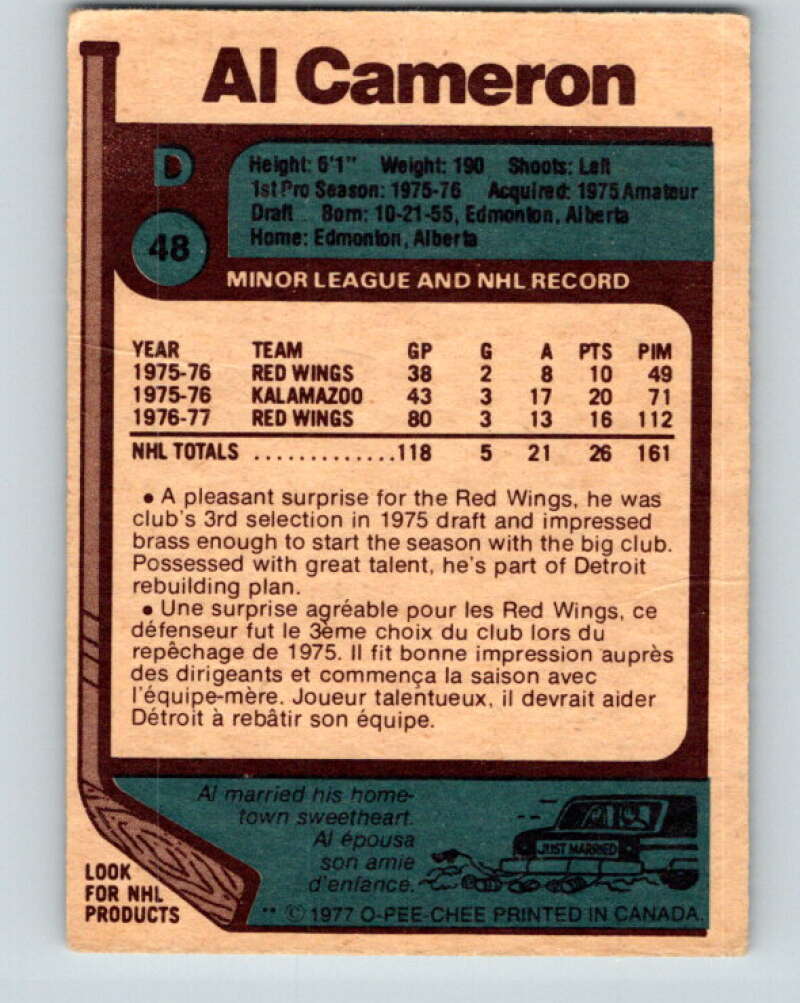 Al Cameron
D
48
Height: 6'1" Weight: 190 Shoots: Left
1st Pro Season: 1975-76 Acquired: 1975 Amateur
Draft Born: 10-21-55, Edmonton, Alberta
Home: Edmonton, Alberta
MINOR LEAGUE AND NHL RECORD
YEAR TEAM GP G A PTS PIM
1975-76 RED WINGS 38 2 8 10 49
1975-76 KALAMAZOO 43 3 17 20 71
1976-77 RED WINGS 80 3 13 16 112
NHL TOTALS .............118 5 21 26 161
• A pleasant surprise for the Red Wings, he was
club's 3rd selection in 1975 draft and impressed
brass enough to start the season with the big club.
Possessed with great talent, he's part of Detroit
rebuilding plan.
• Une surprise agréable pour les Red Wings, ce
défenseur fut le 3ème choix du club lors du
repêchage de 1975. Il fit bonne impression auprès
des dirigeants et commença la saison avec
l'équipe-mère. Joueur talentueux, il devrait aider
Détroit à rebâtir son équipe.
Al married his home-
town sweetheart.
Al épousa
son amie
d'enfance.
JUST MARRIED
LOOK
FOR NHL
PRODUCTS
** © 1977 O-PEE-CHEE PRINTED IN CANADA.